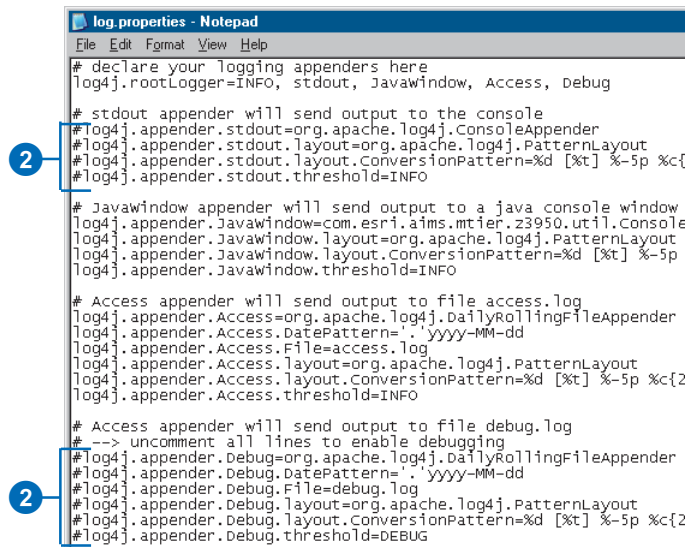 log.properties - Notepad
File Edit Format View Help
# declare your logging appenders here
log4j.rootLogger=INFO, stdout, JavaWindow, Access, Debug
# stdout appender will send output to the console
#log4j.appender.stdout=org.apache.log4j.ConsoleAppender
#log4j.appender.stdout.layout=org.apache.log4j.PatternLayout
#log4j.appender.stdout.layout.ConversionPattern=%d [%t] %-5p %c{
#log4j.appender.stdout.threshold=INFO
2
# JavaWindow appender will send output to a java console window
log4j.appender.JavaWindow=com.esri.aims.mtier.z3950.util.Console
log4j.appender.JavaWindow.layout=org.apache.log4j.PatternLayout
log4j.appender.JavaWindow.layout.ConversionPattern=%d [%t] %-5p
log4j.appender.JavaWindow.threshold=INFO
# Access appender will send output to file access.log
log4j.appender.Access=org.apache.log4j.DailyRollingFileAppender
log4j.appender.Access.DatePattern='.'yyyy-MM-dd
log4j.appender.Access.File=access.log
log4j.appender.Access.layout=org.apache.log4j.PatternLayout
log4j.appender.Access.layout.ConversionPattern=%d [%t] %-5p %c{2
log4j.appender.Access.threshold=INFO
# Access appender will send output to file debug.log
# --> uncomment all lines to enable debugging
#log4j.appender.Debug=org.apache.log4j.DailyRollingFileAppender
#log4j.appender.Debug.DatePattern='.'yyyy-MM-dd
#log4j.appender.Debug.File=debug.log
#log4j.appender.Debug.layout=org.apache.log4j.PatternLayout
#log4j.appender.Debug.layout.ConversionPattern=%d [%t] %-5p %c{2
#log4j.appender.Debug.threshold=DEBUG
2